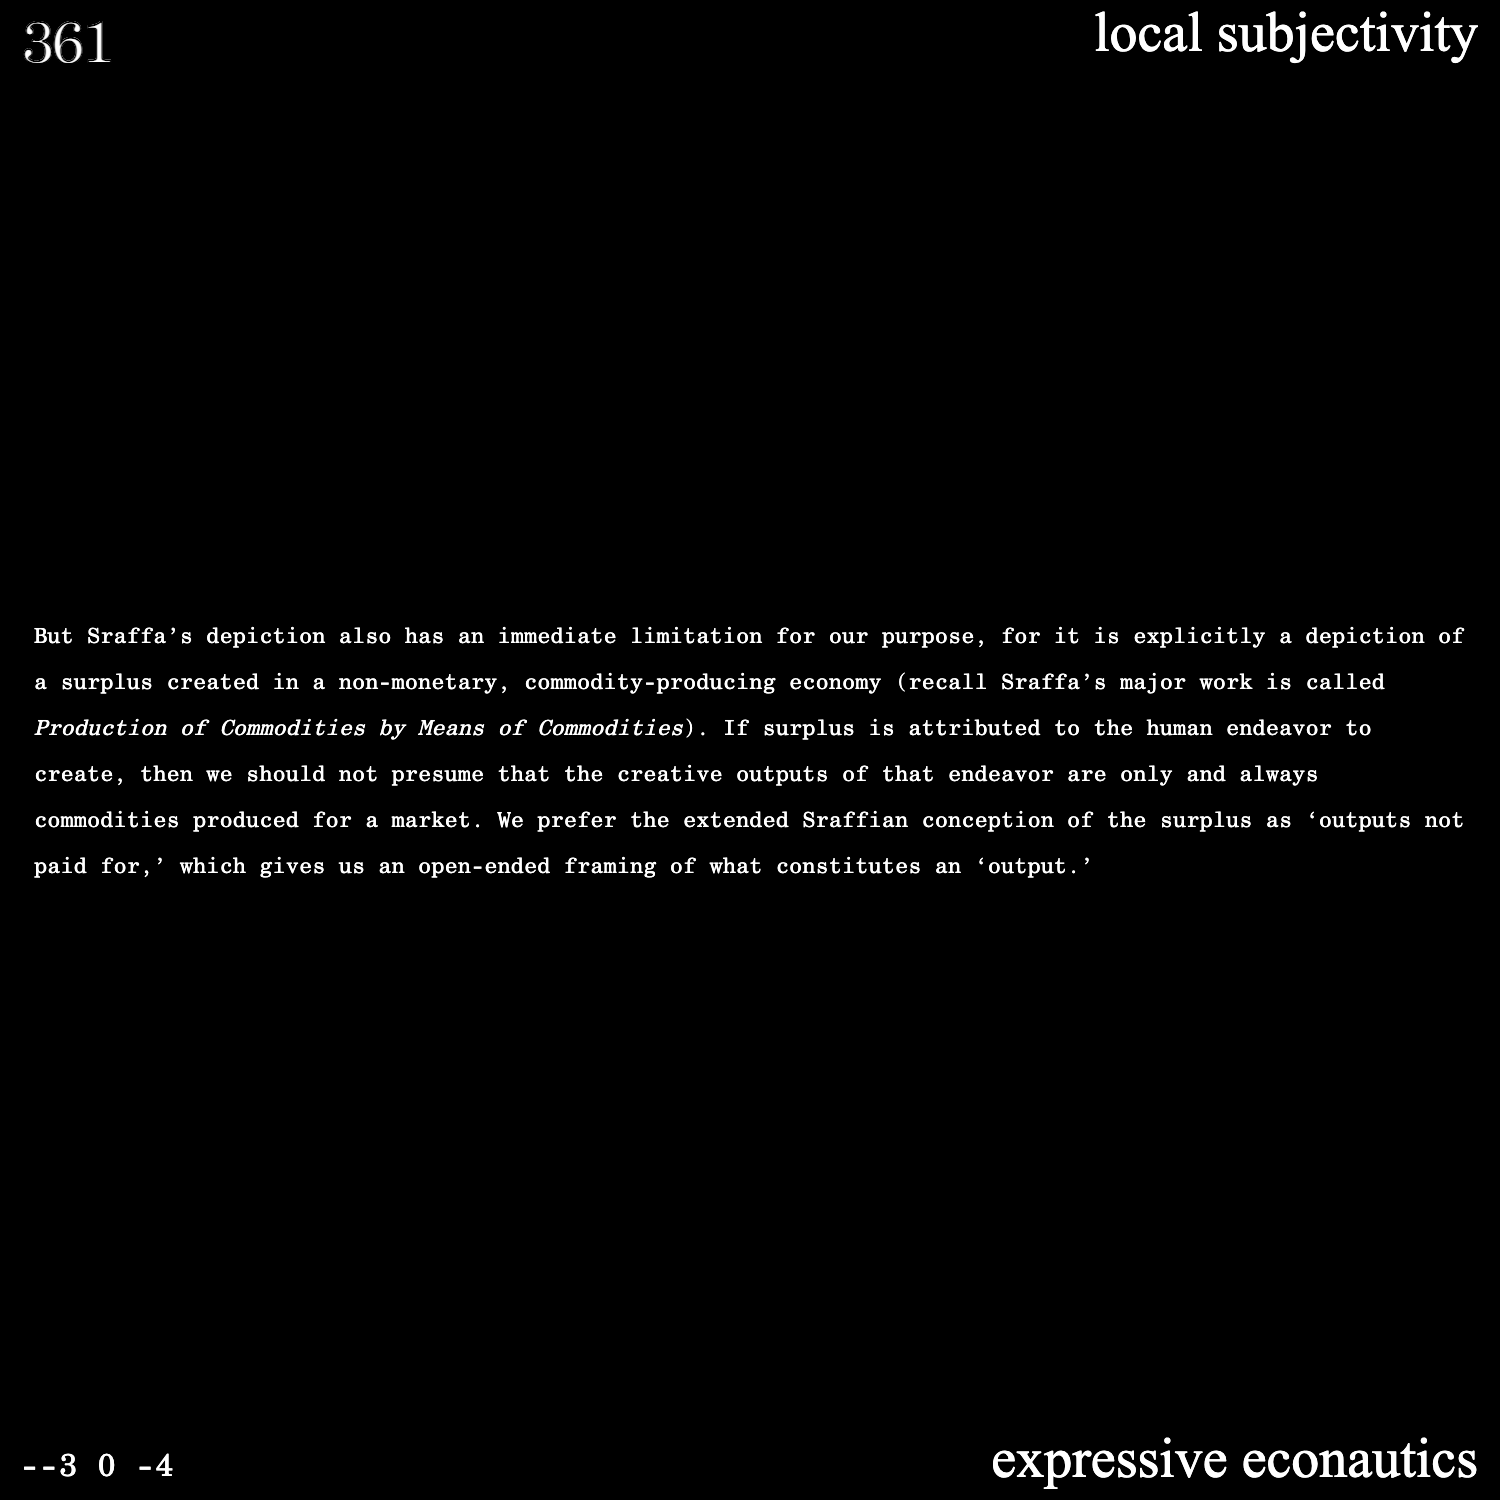 361
local subjectivity
But Sraffa’s depiction also has an immediate limitation for our purpose, for it is explicitly a depiction of
a surplus created in a non-monetary, commodity-producing economy (recall Sraffa’s major work is called
Production of Commodities by Means of Commodities). If surplus is attributed to the human endeavor to
create, then we should not presume that the creative outputs of that endeavor are only and always
commodities produced for a market. We prefer the extended Sraffian conception of the surplus as ‘outputs not
paid for,’ which gives us an open-ended framing of what constitutes an ‘output.’
--3 0 -4
expressive econautics